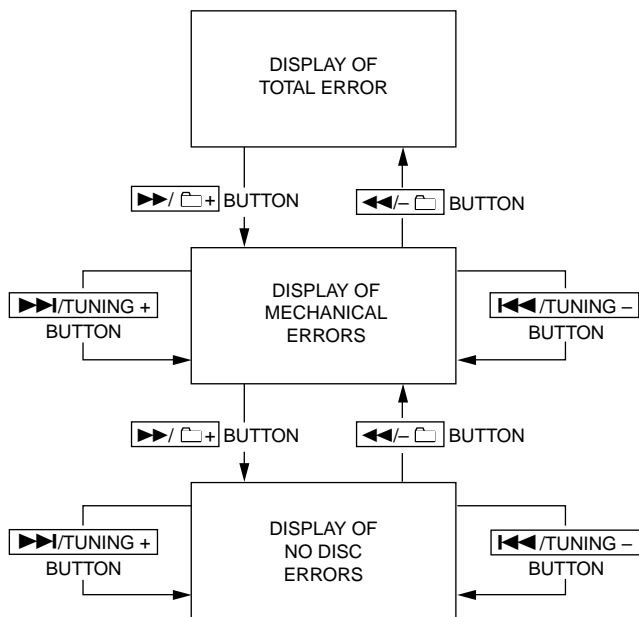 DISPLAY OF
TOTAL ERROR
▶▶/ 🗀 + BUTTON
◀◀/– 🗀 BUTTON
DISPLAY OF
MECHANICAL
ERRORS
▶▶I/TUNING +
BUTTON
I◀◀/TUNING –
BUTTON
▶▶/ 🗀 + BUTTON
◀◀/– 🗀 BUTTON
DISPLAY OF
NO DISC
ERRORS
▶▶I/TUNING +
BUTTON
I◀◀/TUNING –
BUTTON